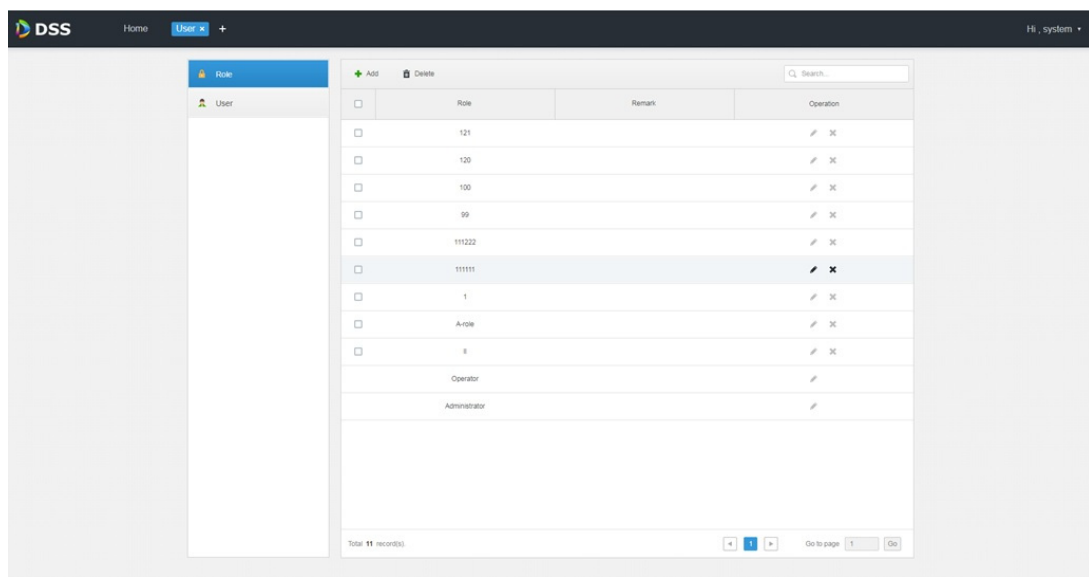 DSS Home User × + Hi , system
Role
User
Add Delete Search...
Role Remark Operation
121
120
100
99
111222
111111
1
A-role
Operator
Administrator
Total 11 record(s) 1 Go to page 1 Go